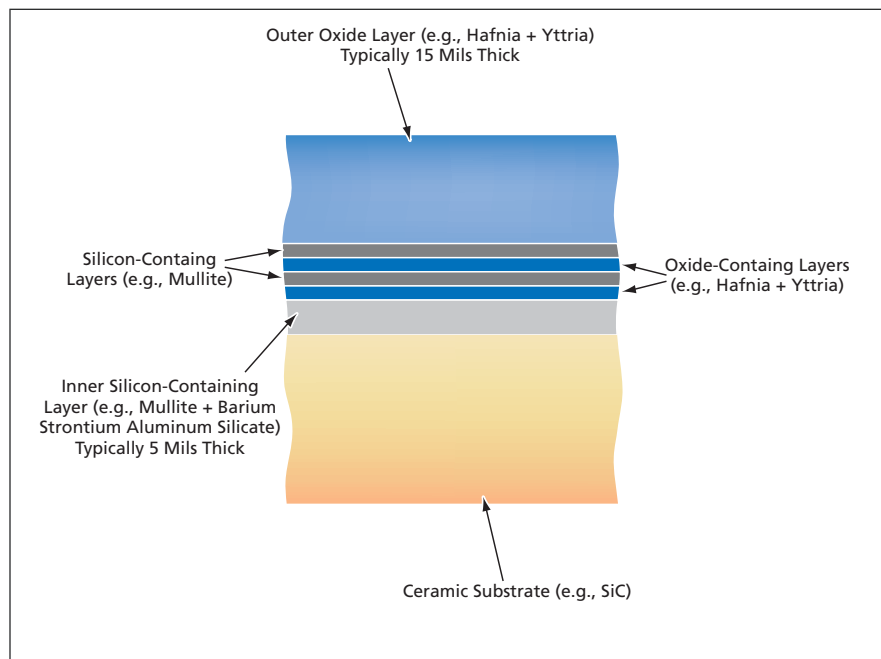 Outer Oxide Layer (e.g., Hafnia + Yttria)
Typically 15 Mils Thick
Silicon-Containg
Layers (e.g., Mullite)
Oxide-Containg Layers
(e.g., Hafnia + Yttria)
Inner Silicon-Containing
Layer (e.g., Mullite + Barium
Strontium Aluminum Silicate)
Typically 5 Mils Thick
Ceramic Substrate (e.g., SiC)